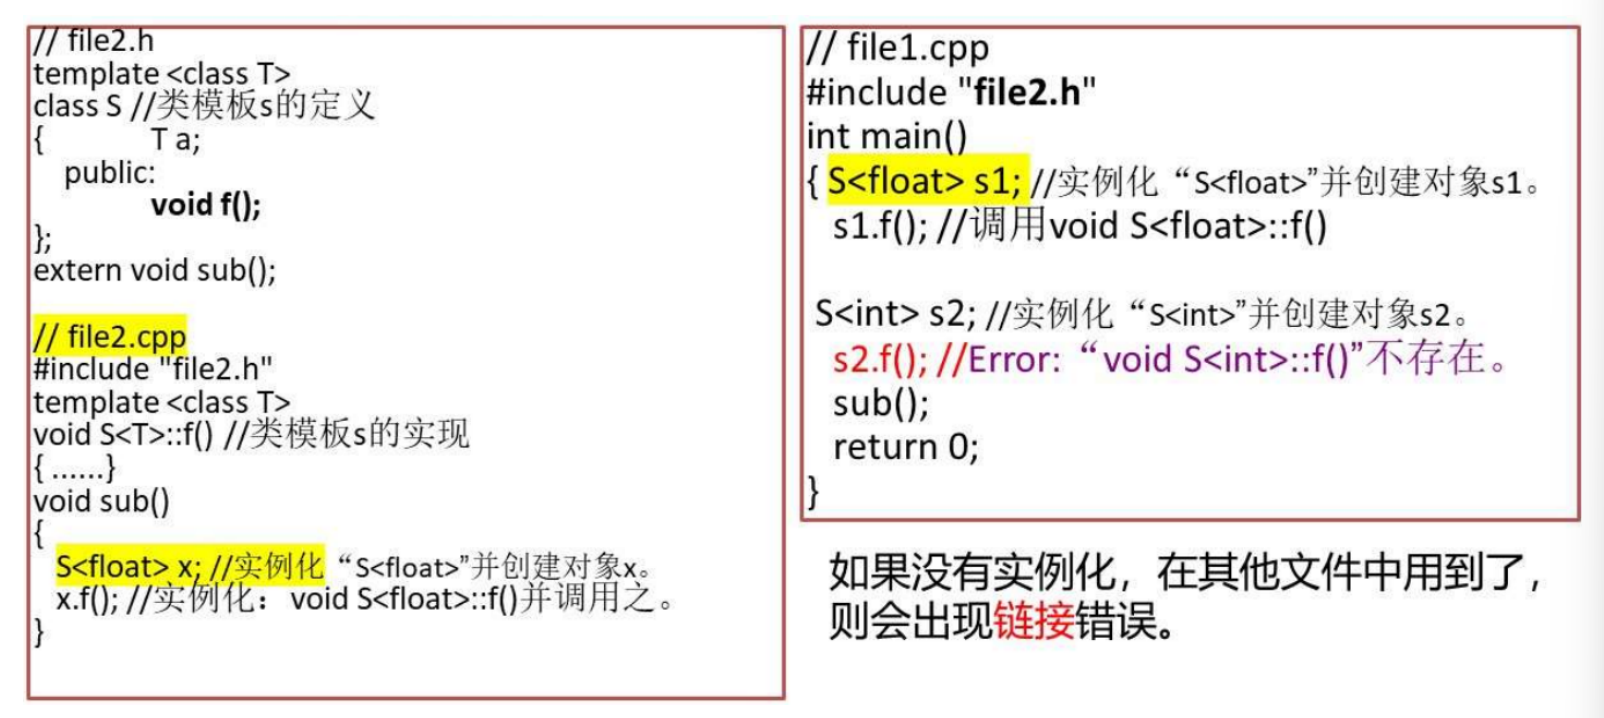 // file2.h
template <class T>
class S //类模板s的定义
{ T a;
public:
void f();
};
extern void sub();
// file2.cpp
#include "file2.h"
template <class T>
void S<T>::f() //类模板s的实现
{ ......}
void sub()
{
S<float> x; //实例化“S<float>”并创建对象x。
x.f(); //实例化：void S<float>::f()并调用之。
}
// file1.cpp
#include "file2.h"
int main()
{ S<float> s1; //实例化“S<float>”并创建对象s1。
s1.f(); //调用void S<float>::f()
S<int> s2; //实例化“S<int>”并创建对象s2。
s2.f(); //Error:“void S<int>::f()”不存在。
sub();
return 0;
}
如果没有实例化，在其他文件中用到了，
则会出现链接错误。